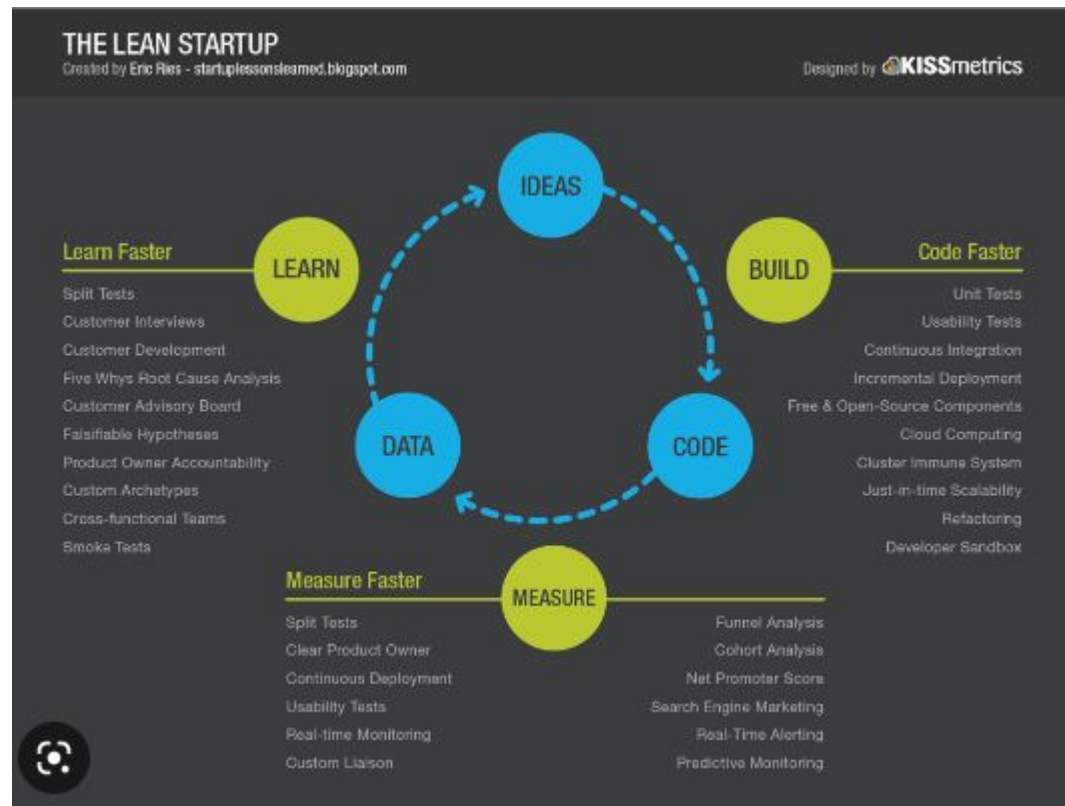 THE LEAN STARTUP
Created by Eric Ries - startuplessonslearned.blogspot.com
Designed by KISSmetrics
IDEAS
LEARN
BUILD
DATA
CODE
Learn Faster
Split Tests
Customer Interviews
Customer Development
Five Whys Root Cause Analysis
Customer Advisory Board
Falsifiable Hypotheses
Product Owner Accountability
Custom Archetypes
Cross-functional Teams
Smoke Tests
Code Faster
Unit Tests
Usability Tests
Continuous Integration
Incremental Deployment
Free & Open-Source Components
Cloud Computing
Cluster Immune System
Just-in-time Scalability
Refactoring
Developer Sandbox
Measure Faster
MEASURE
Split Tests
Clear Product Owner
Continuous Deployment
Usability Tests
Real-time Monitoring
Custom Liaison
Funnel Analysis
Cohort Analysis
Net Promoter Score
Search Engine Marketing
Real-Time Alerting
Predictive Monitoring